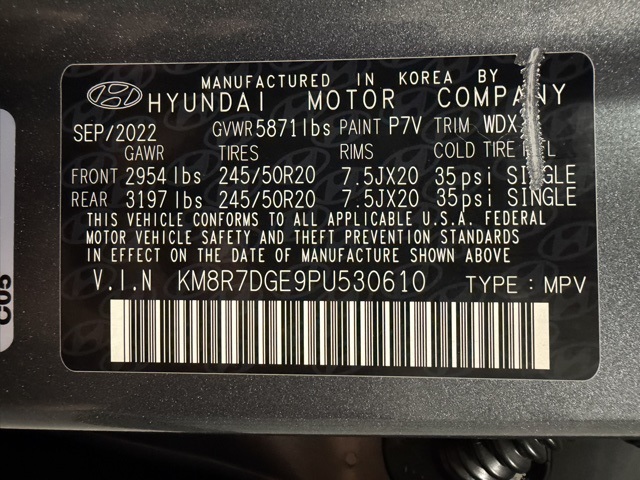 MANUFACTURED IN KOREA BY
HYUNDAI MOTOR COMPANY
SEP/2022 GVWR 5871 lbs PAINT P7V TRIM
GAWR TIRES RIMS COLD TIRE
FRONT 2954 lbs 245/50R20 7.5JX20 35psi SINGLE
REAR 3197 lbs 245/50R20 7.5JX20 35psi SINGLE
THIS VEHICLE CONFORMS TO ALL APPLICABLE U.S.A. FEDERAL
MOTOR VEHICLE SAFETY AND THEFT PREVENTION STANDARDS
IN EFFECT ON THE DATE OF MANUFACTURE SHOWN ABOVE
V.I.N KM8R7DGE9PU530610 TYPE : MPV
C05